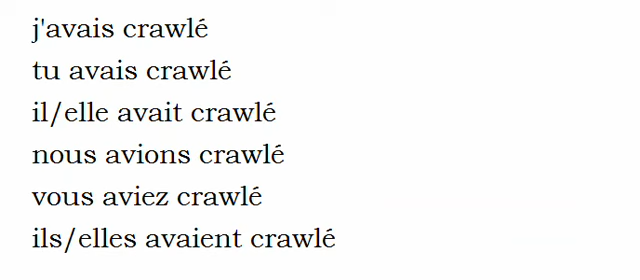 j'avais crawlé
tu avais crawlé
il/elle avait crawlé
nous avions crawlé
vous aviez crawlé
ils/elles avaient crawlé